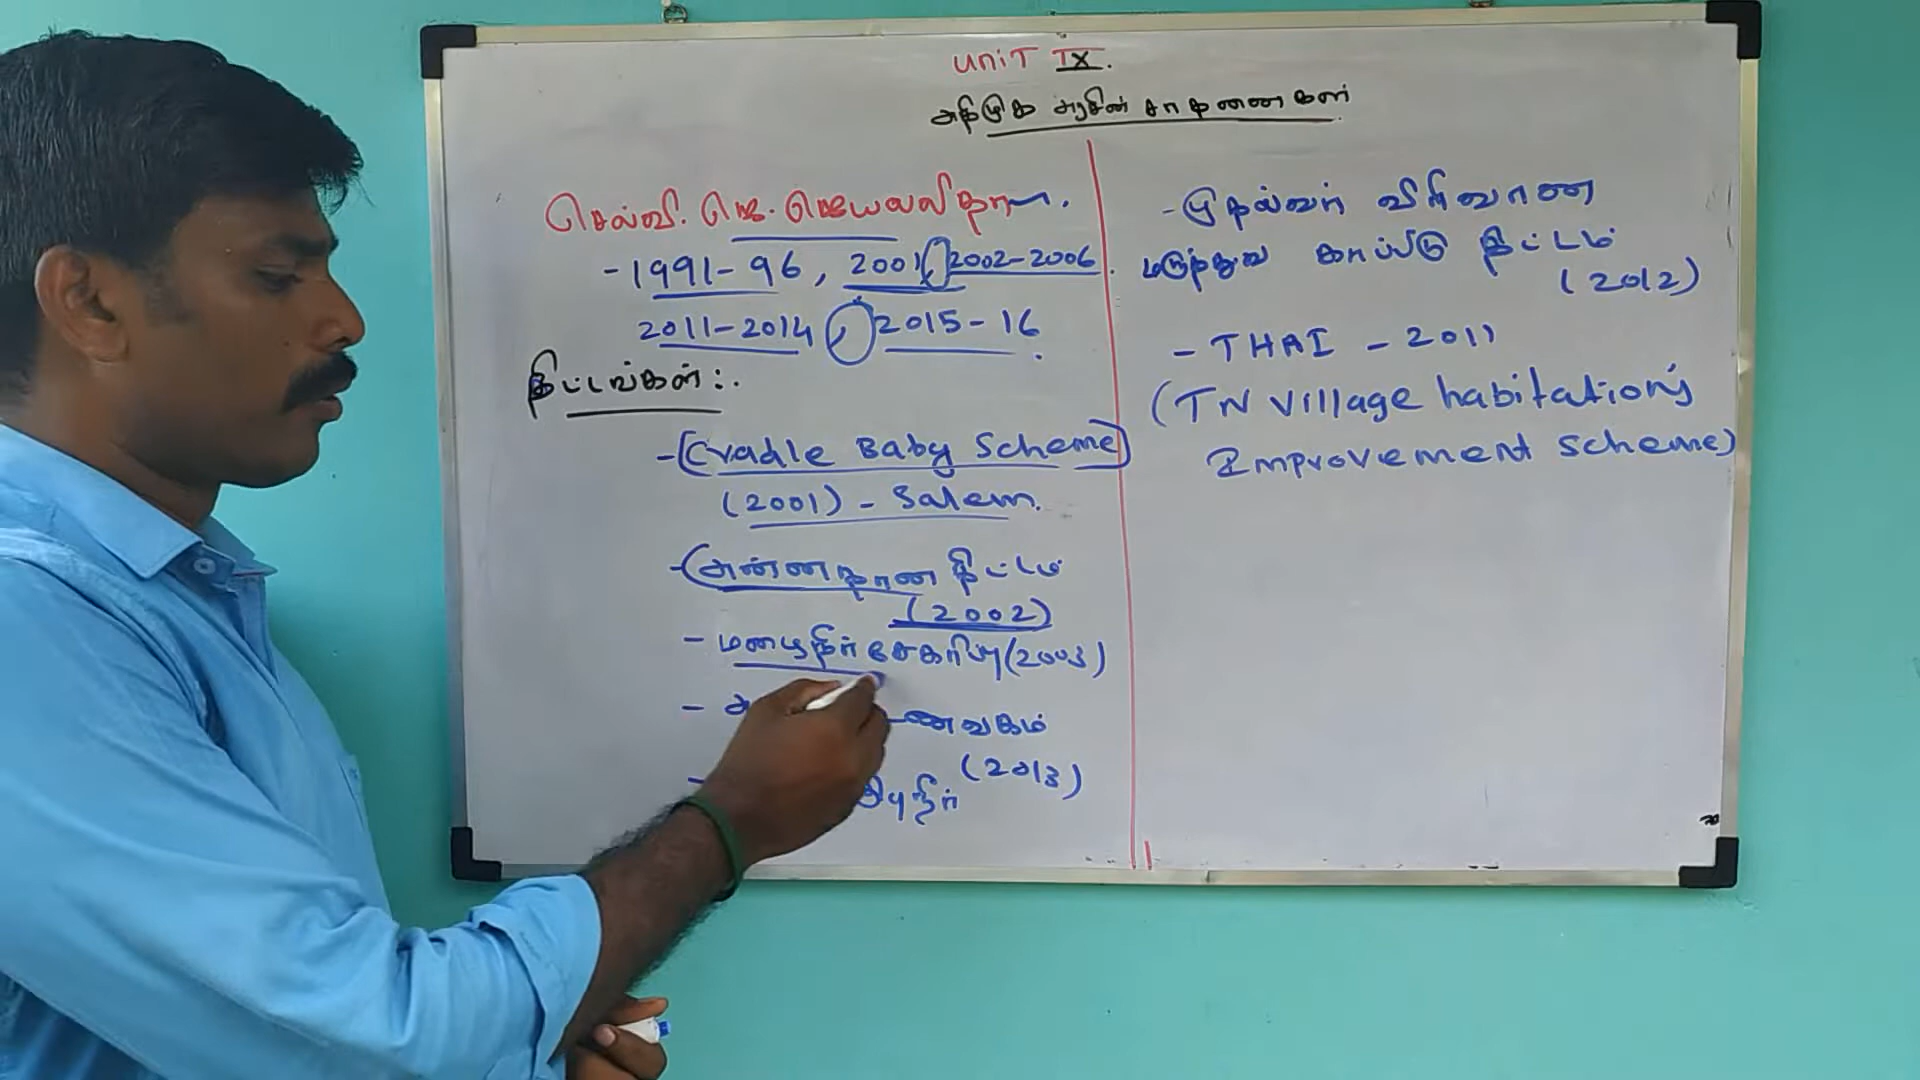 UNIT IX.
அதிமுக அரசின் சாதனைகள்
செல்வி. ஜெ. ஜெயலலிதா.
- 1991-96, 2001, 2002-2006.
2011-2014, 2015-16.
திட்டங்கள்:.
- Cradle Baby Scheme
(2001) - Salem.
- அன்னதான திட்டம்
(2002)
- மழைநீர் சேகரிப்பு (2003)
(2013)
- முதல்வர் விரிவான
மருத்துவ காப்பீடு திட்டம்
(2012)
- THAI - 2011
(TN Village habitation's
Improvement scheme)